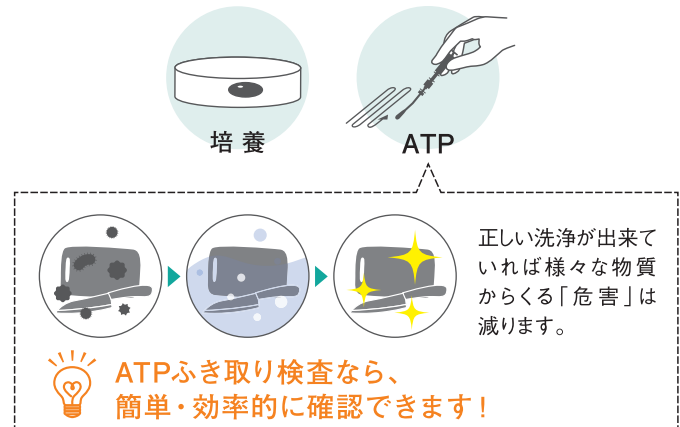 培養
ATP
正しい洗浄が出来て
いれば様々な物質
からくる「危害」は
減ります。
ATPふき取り検査なら、
簡単・効率的に確認できます！